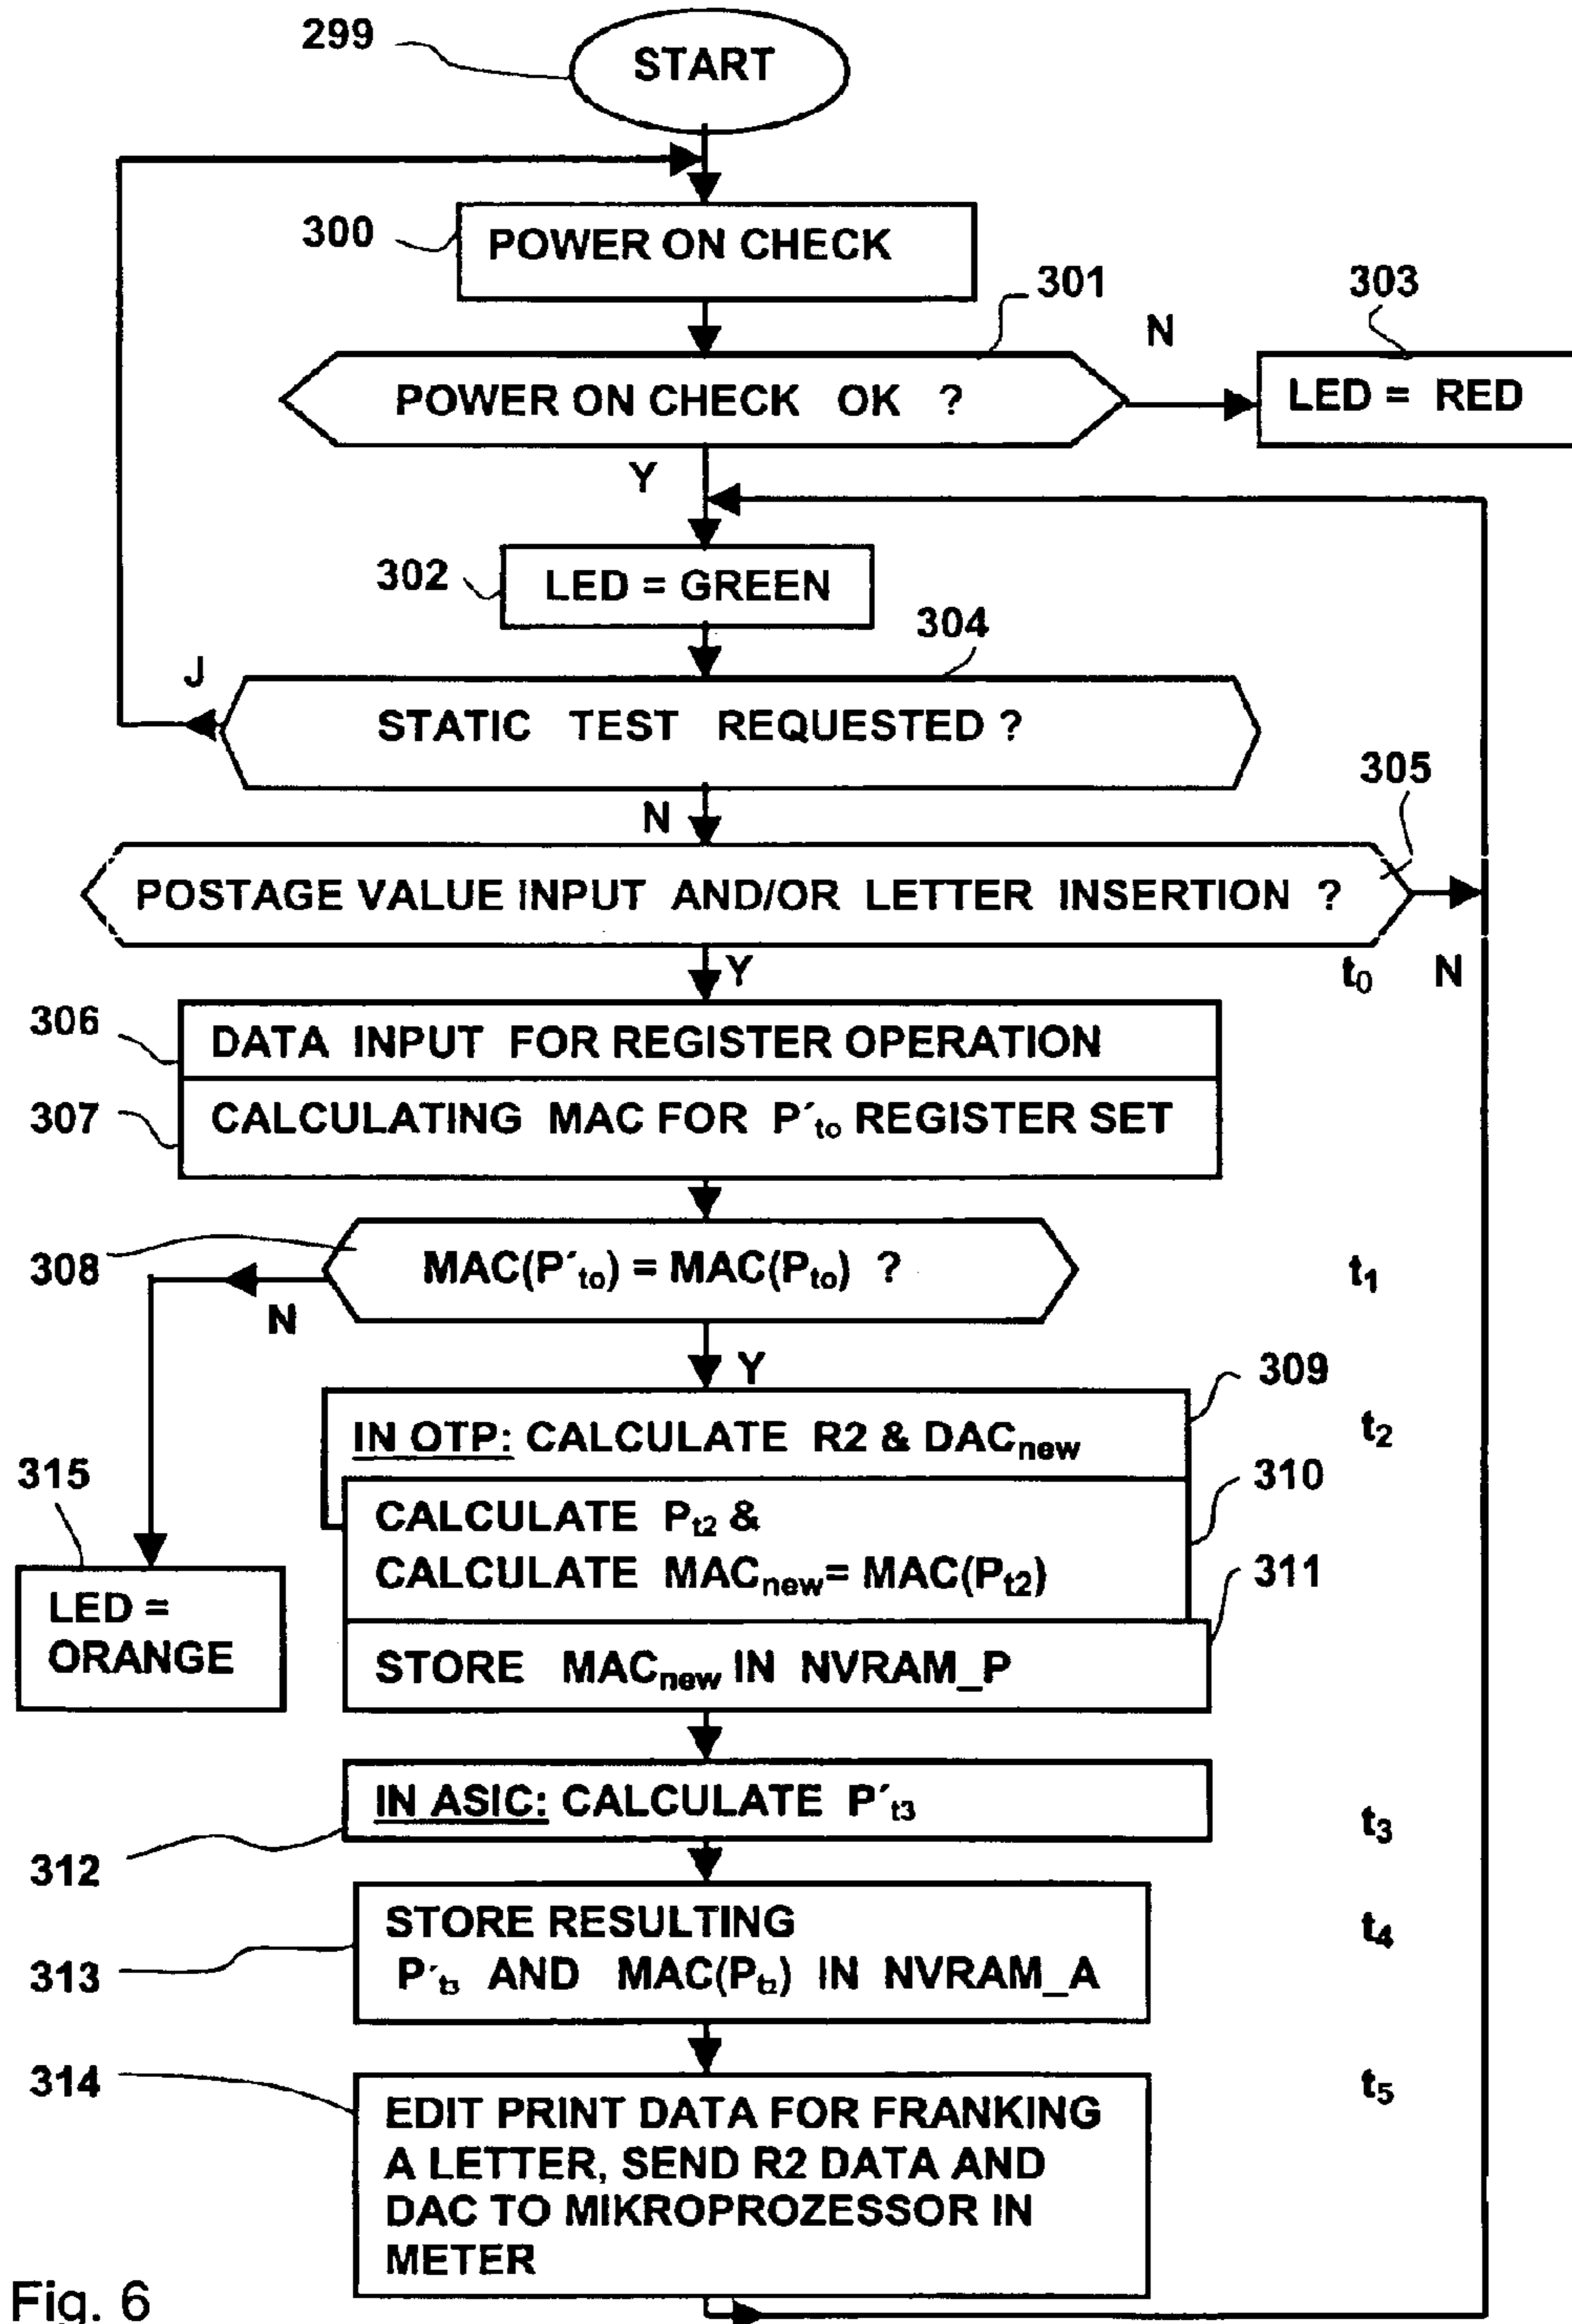 299
START
300
POWER ON CHECK
301
303
N
POWER ON CHECK OK ?
LED = RED
Y
302
LED = GREEN
304
J
STATIC TEST REQUESTED ?
305
N
POSTAGE VALUE INPUT AND/OR LETTER INSERTION ?
Y
t0 N
306
DATA INPUT FOR REGISTER OPERATION
307
CALCULATING MAC FOR P´to REGISTER SET
308
MAC(P´to) = MAC(Pto) ?
t1
N
Y
309
IN OTP: CALCULATE R2 & DACnew
t2
315
310
CALCULATE Pt2 &
CALCULATE MACnew= MAC(Pt2)
311
LED =
ORANGE
STORE MACnew IN NVRAM_P
IN ASIC: CALCULATE P´t3
t3
312
STORE RESULTING
t4
313
P´t3 AND MAC(Pt2) IN NVRAM_A
314
t5
EDIT PRINT DATA FOR FRANKING
A LETTER, SEND R2 DATA AND
DAC TO MIKROPROZESSOR IN
METER
Fig. 6